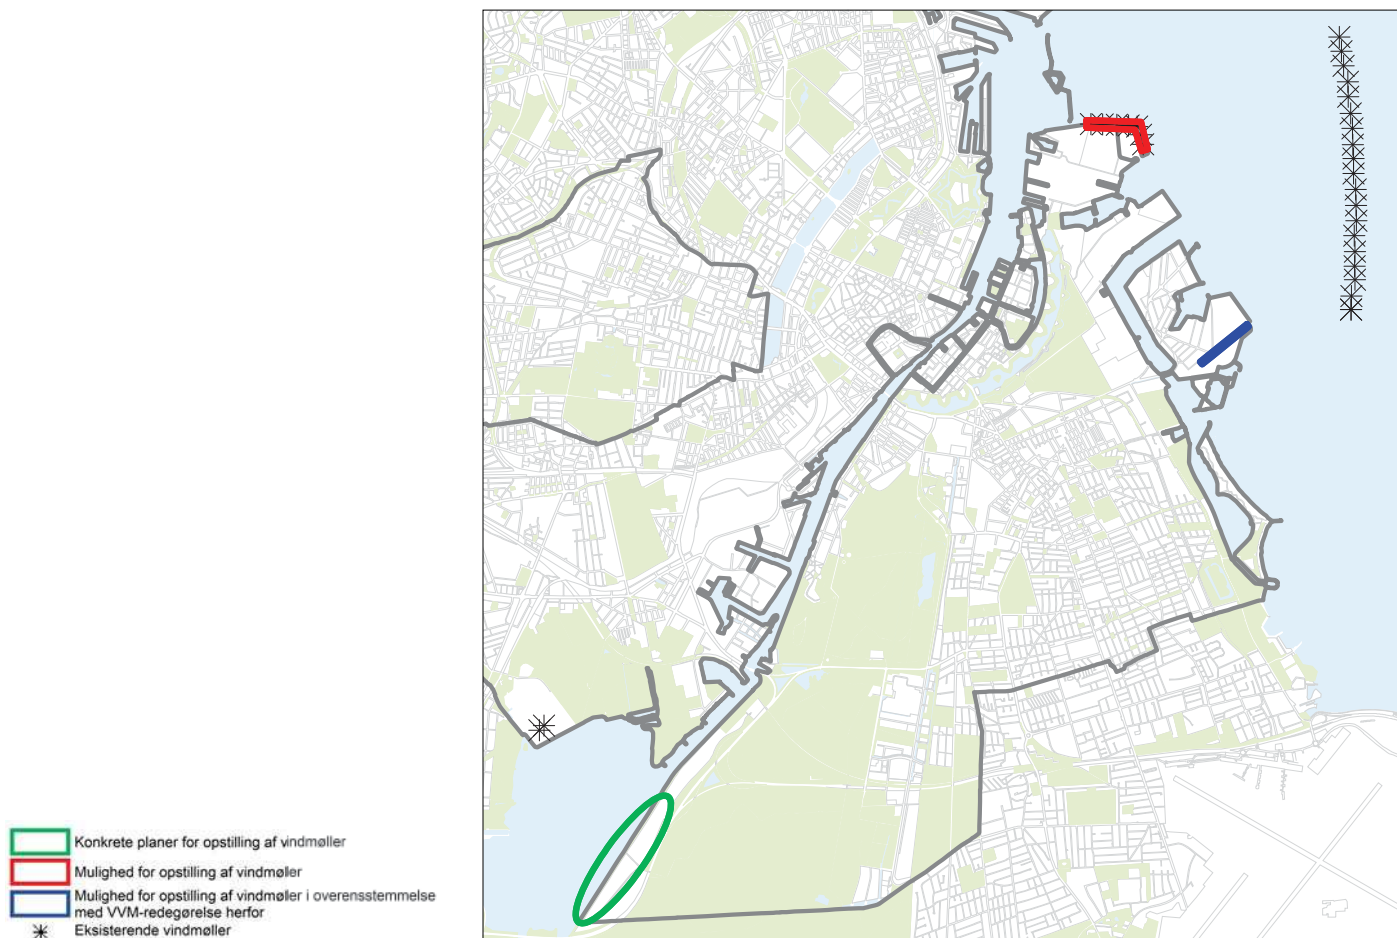 Konkrete planer for opstilling af vindmøller
Mulighed for opstilling af vindmøller
Mulighed for opstilling af vindmøller i overensstemmelse
med VVM-redegørelse herfor
Eksisterende vindmøller